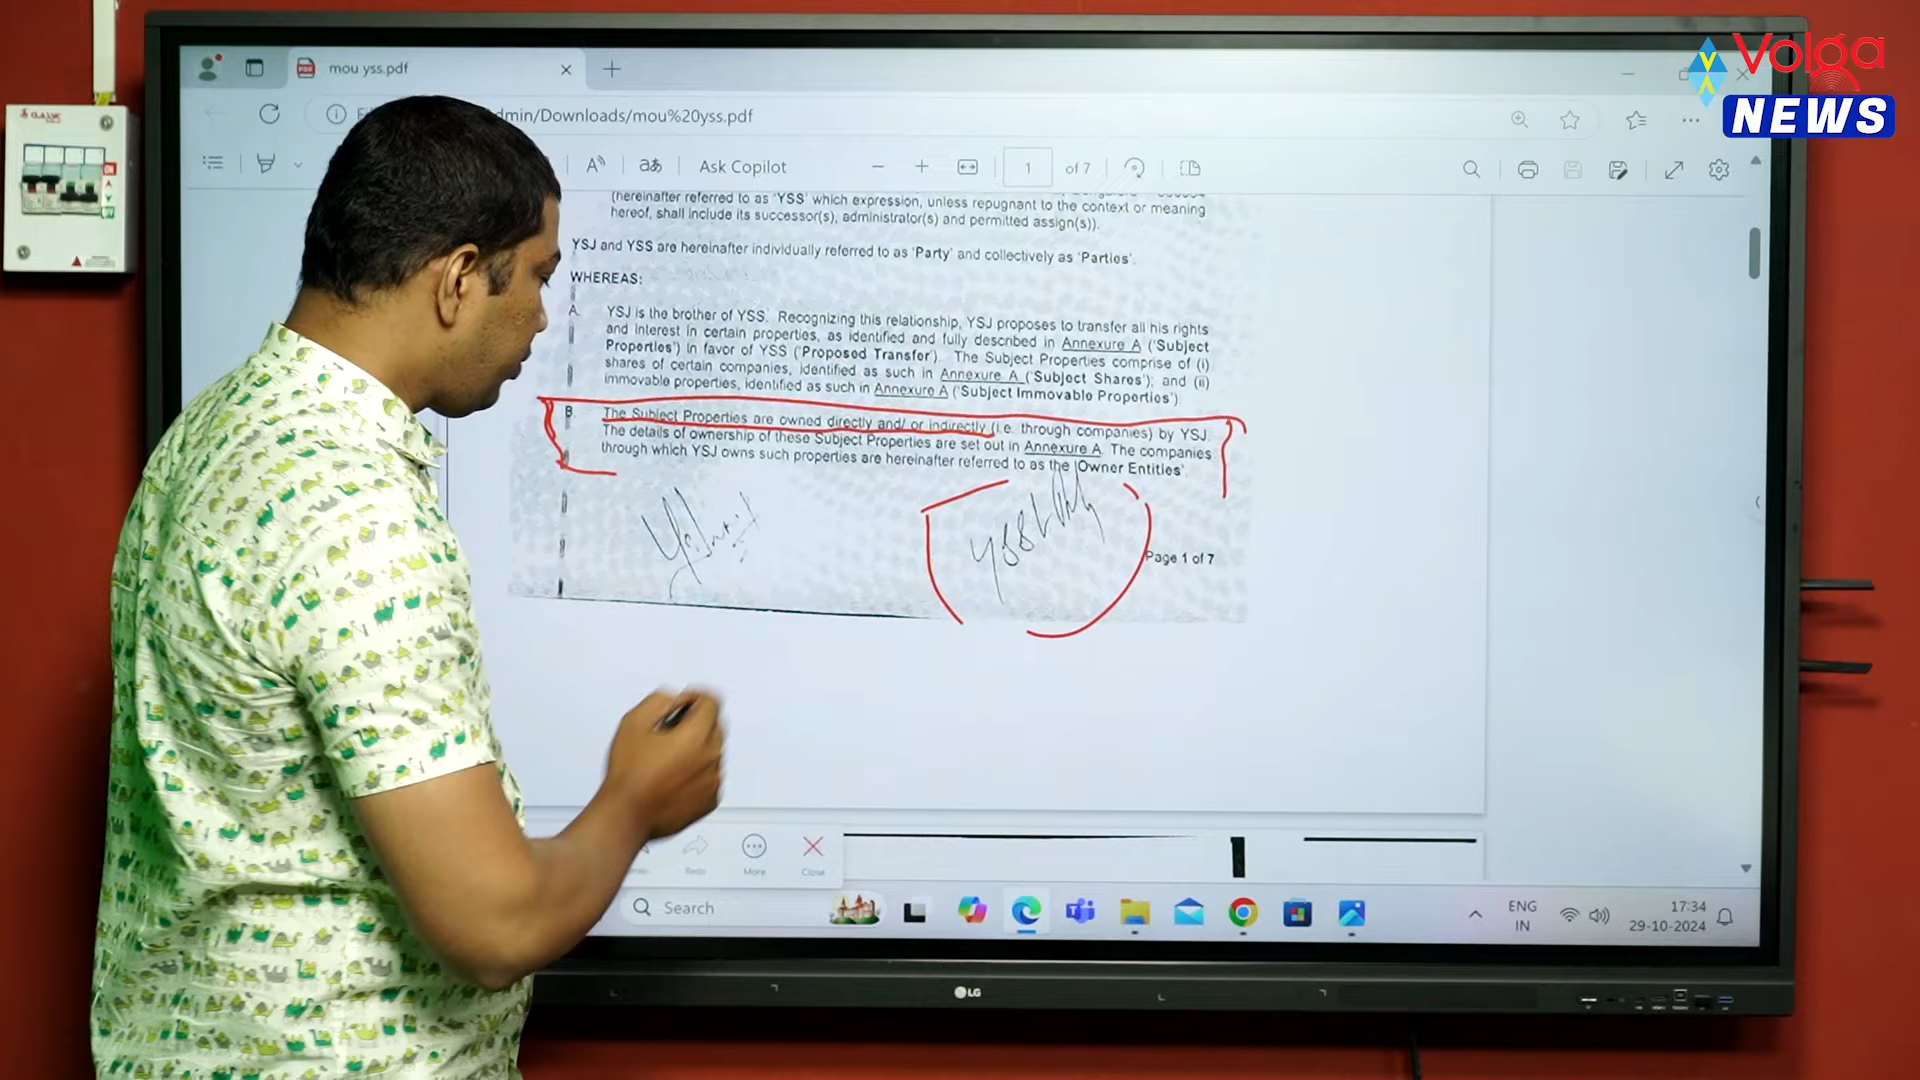 mou yss.pdf
Volga
NEWS
dmin/Downloads/mou%20yss.pdf
Ask Copilot
1
of 7
(hereinafter referred to as 'YSS' which expression, unless repugnant to the context or meaning
hereof, shall include its successor(s), administrator(s) and permitted assign(s)).
YSJ and YSS are hereinafter individually referred to as 'Party' and collectively as 'Parties'.
WHEREAS:
A. YSJ is the brother of YSS. Recognizing this relationship, YSJ proposes to transfer all his rights
and interest in certain properties, as identified and fully described in Annexure A ('Subject
Properties') in favor of YSS ('Proposed Transfer'). The Subject Properties comprise of (i)
shares of certain companies, identified as such in Annexure A ('Subject Shares'); and (ii)
immovable properties, identified as such in Annexure A ('Subject Immovable Properties')
B. The Subject Properties are owned directly and/ or indirectly (i.e. through companies) by YSJ.
The details of ownership of these Subject Properties are set out in Annexure A. The companies
through which YSJ owns such properties are hereinafter referred to as the 'Owner Entities'.
Page 1 of 7
Redo
More
Close
Search
ENG
IN
17:34
29-10-2024
LG